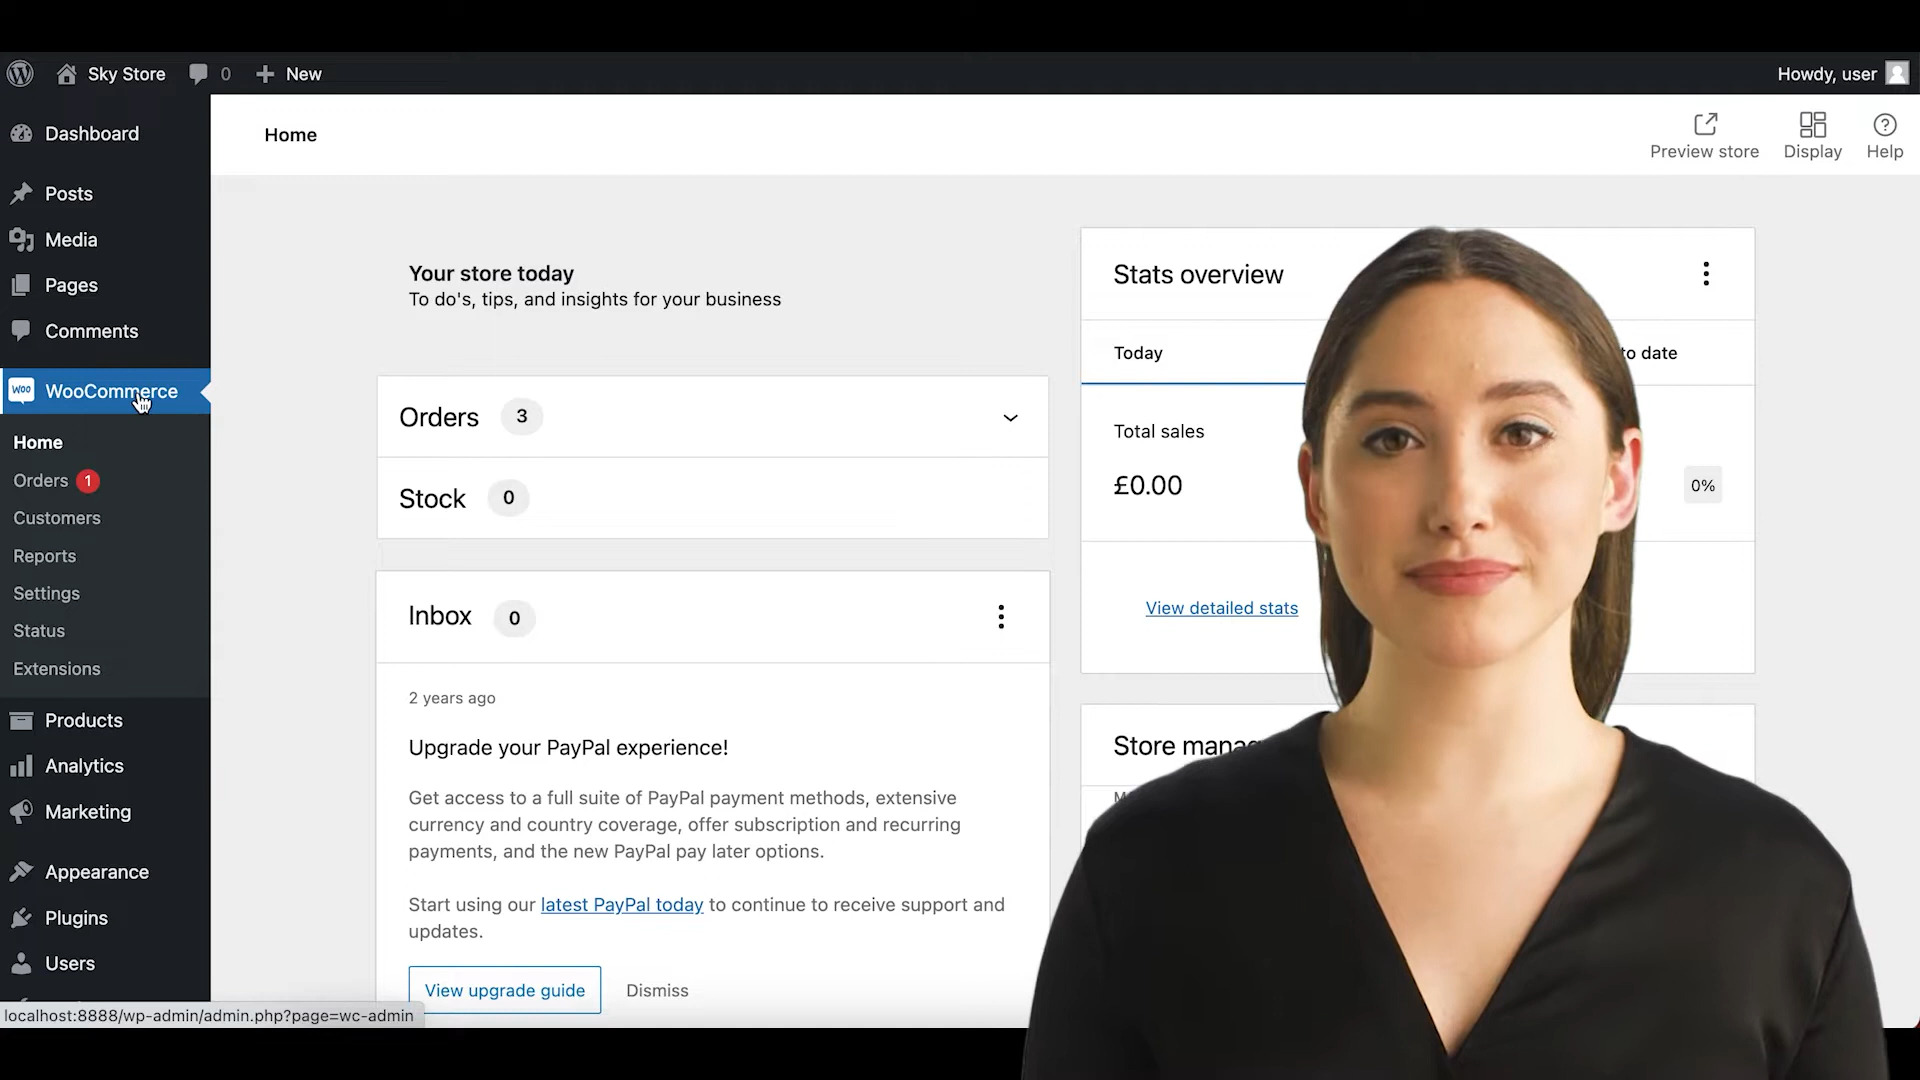 Sky Store 0 New Howdy, user
Dashboard
Posts
Media
Pages
Comments
WOO WooCommerce
Home
Orders 1
Customers
Reports
Settings
Status
Extensions
Products
Analytics
Marketing
Appearance
Plugins
Users
localhost:8888/wp-admin/admin.php?page=wc-admin
Home
Preview store Display Help
Your store today
To do's, tips, and insights for your business
Orders 3
Stock 0
Inbox 0
2 years ago
Upgrade your PayPal experience!
Get access to a full suite of PayPal payment methods, extensive
currency and country coverage, offer subscription and recurring
payments, and the new PayPal pay later options.
Start using our latest PayPal today to continue to receive support and
updates.
View upgrade guide Dismiss
Stats overview
Today to date
Total sales
£0.00 0%
View detailed stats
Store